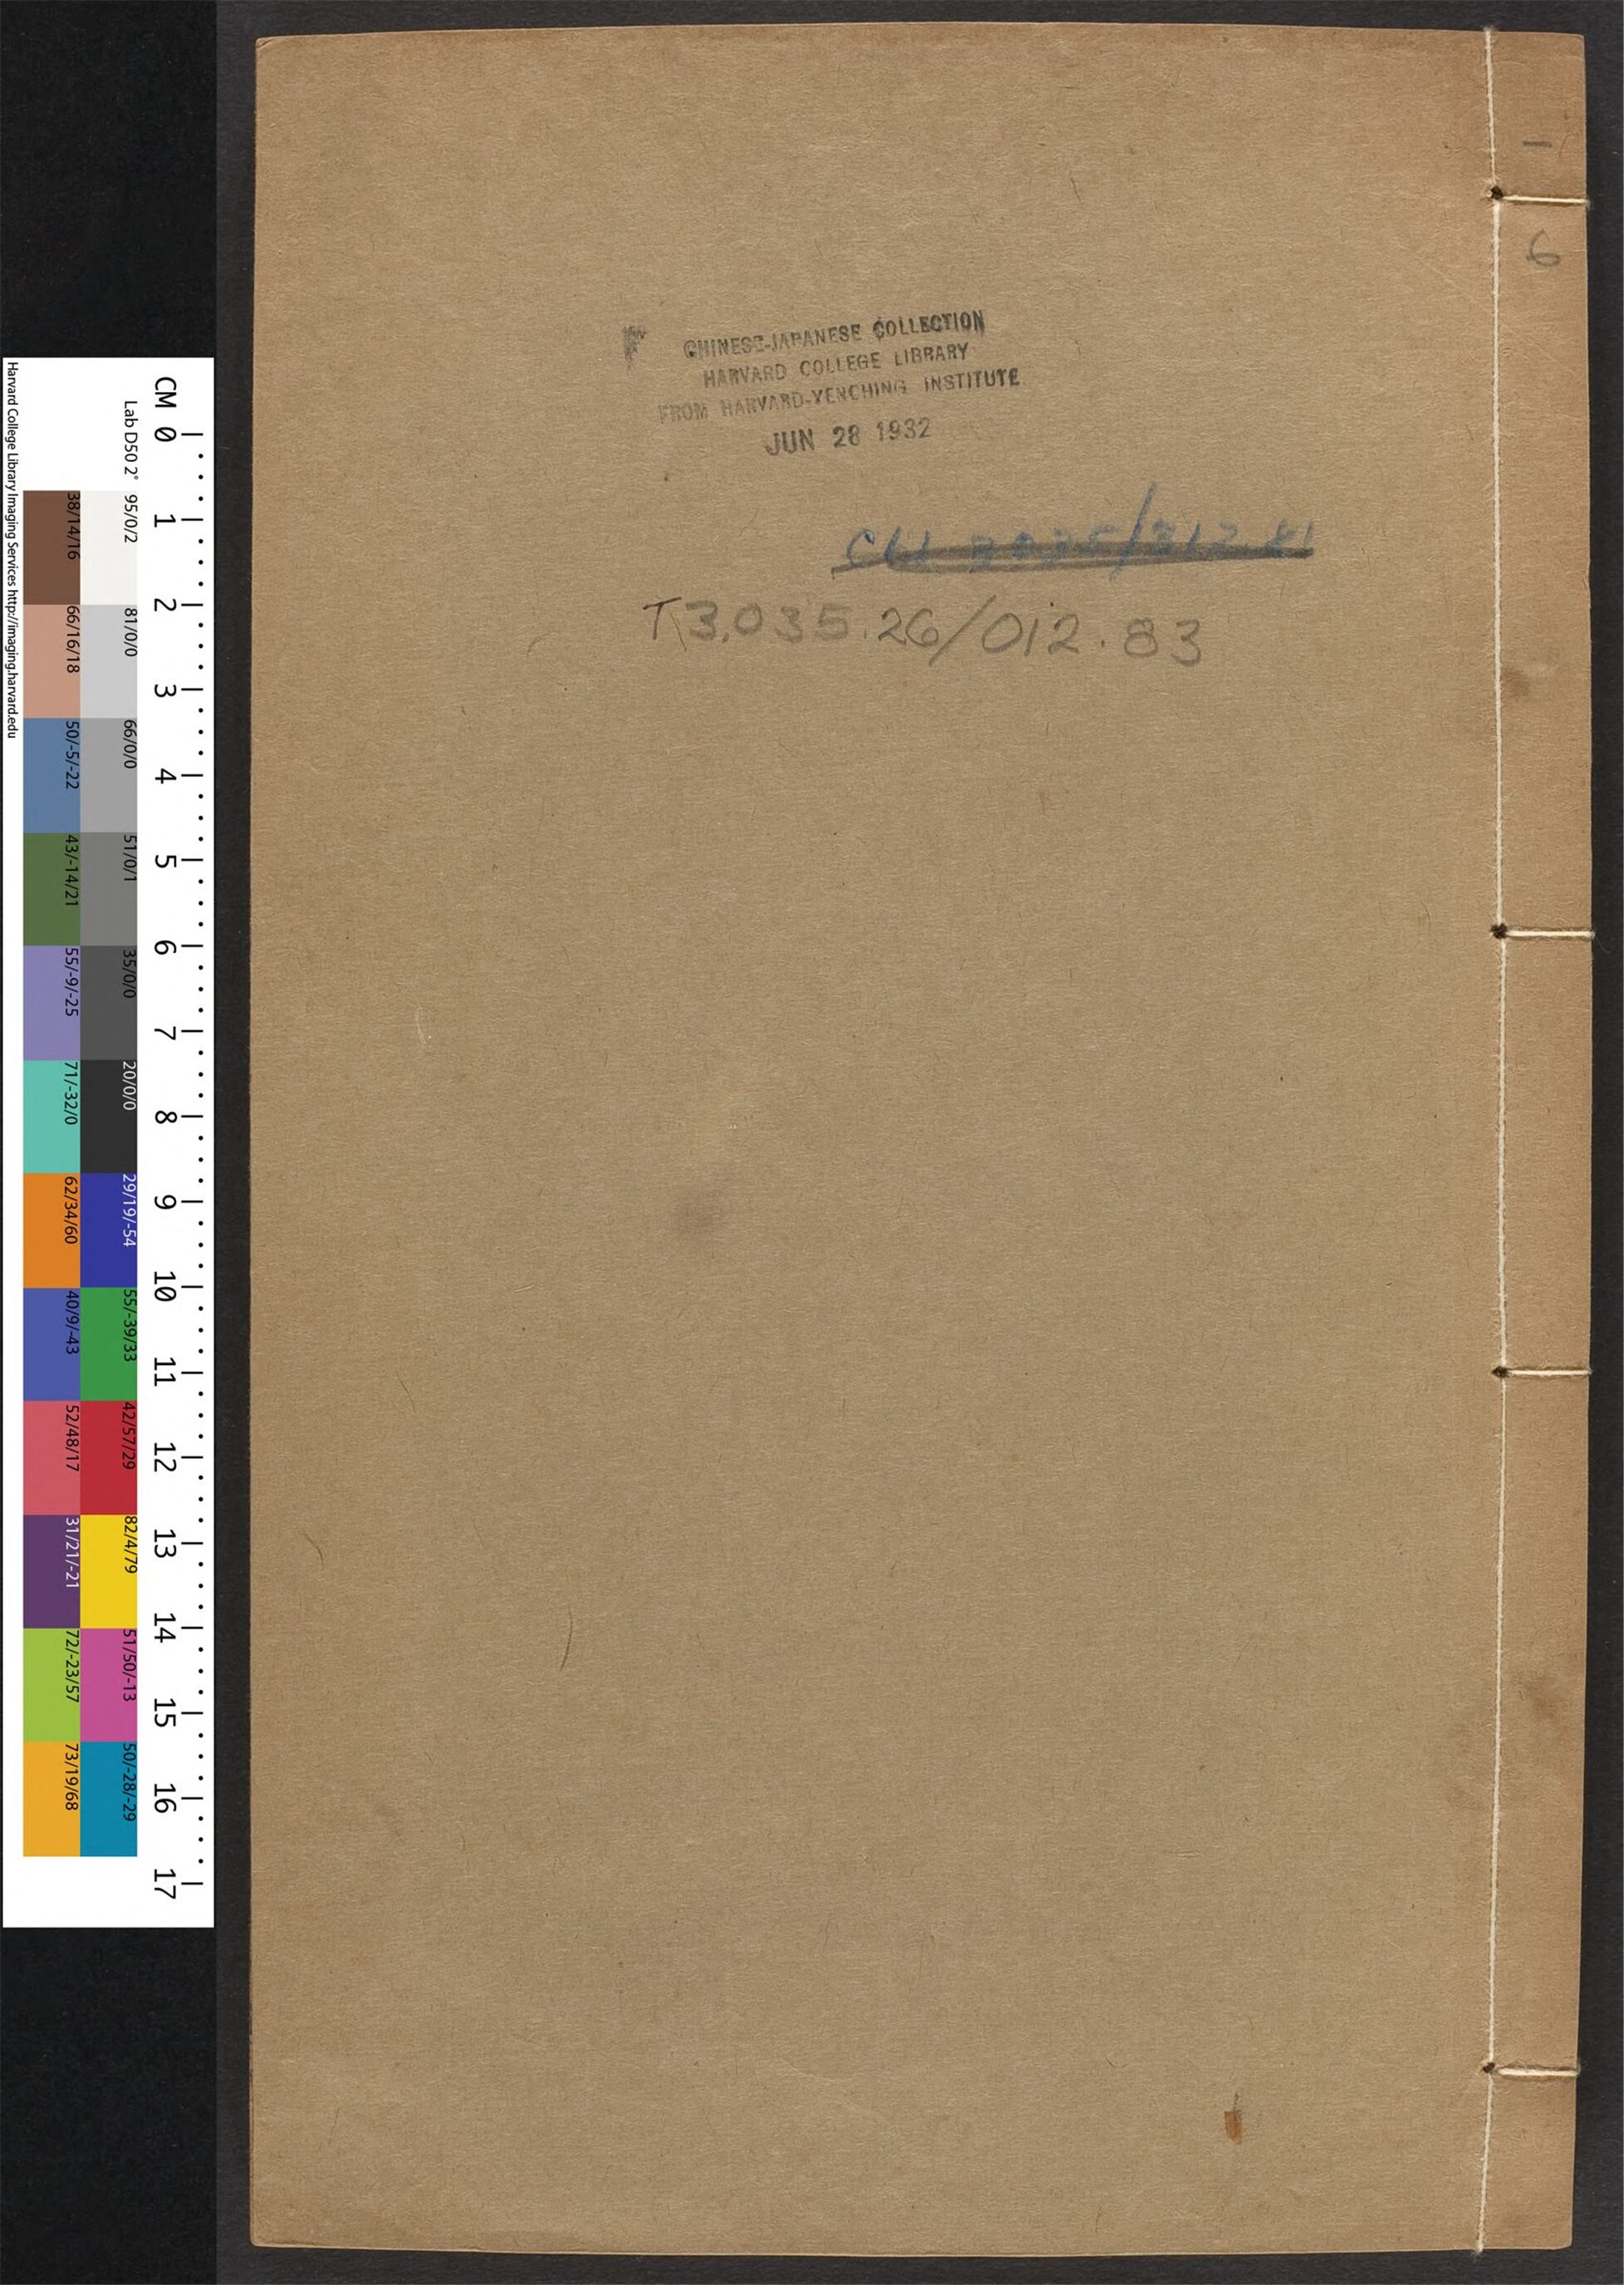 一
6
CHINESE-JAPANESE COLLECTION
HARVARD COLLEGE LIBRARY
FROM HARVARD-YENCHING INSTITUTE
JUN 28 1932
T3.035.26/012.83
Harvard College Library Imaging Services http://imaging.harvard.edu
Lab D50 2°
CM 0 1 2 3 4 5 6 7 8 9 10 11 12 13 14 15 16 17
95/0/2
81/0/0
66/0/0
51/0/1
35/0/0
20/0/0
29/19/-54
55/-39/33
42/57/29
82/4/79
51/50/-13
50/-28/-29
38/14/16
66/16/18
50/-5/-22
43/-14/21
55/-9/-25
71/-32/0
62/34/60
40/9/-43
52/48/17
31/21/-21
72/-23/57
73/19/68